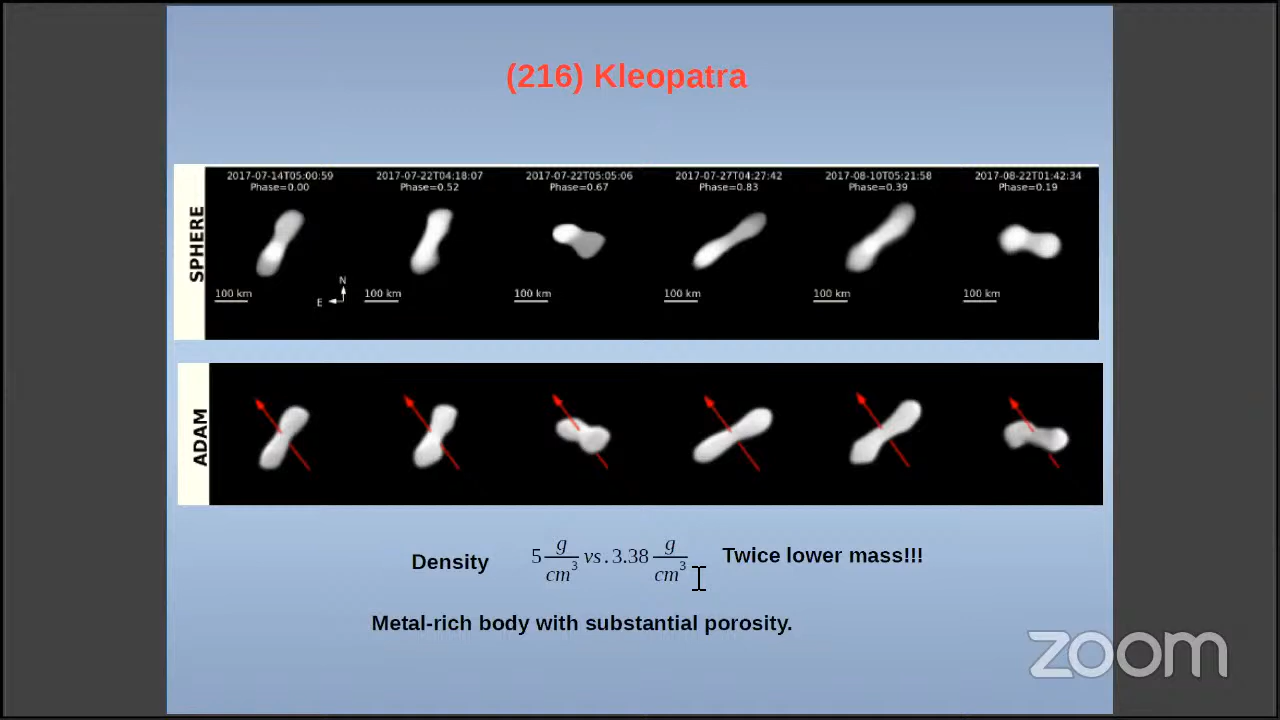 (216) Kleopatra
SPHERE
2017-07-14T05:00:59
Phase=0.00
2017-07-22T04:18:07
Phase=0.52
2017-07-22T05:05:06
Phase=0.67
2017-07-27T04:27:42
Phase=0.83
2017-08-10T05:21:58
Phase=0.39
2017-08-22T01:42:34
Phase=0.19
N
E
100 km
100 km
100 km
100 km
100 km
100 km
ADAM
Density 5 g/cm³ vs. 3.38 g/cm³ Twice lower mass!!!
Metal-rich body with substantial porosity.
zoom